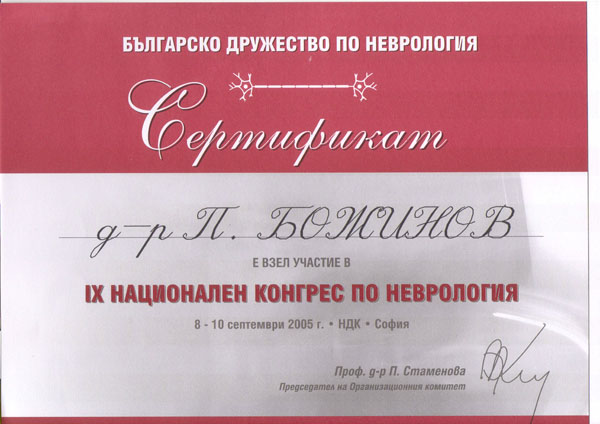 БЪЛГАРСКО ДРУЖЕСТВО ПО НЕВРОЛОГИЯ
Сертификат
д-р П. БОЖИНОВ
Е ВЗЕЛ УЧАСТИЕ В
IX НАЦИОНАЛЕН КОНГРЕС ПО НЕВРОЛОГИЯ
8 - 10 септември 2005 г. • НДК • София
Проф. д-р П. Стаменова
Председател на Организационния комитет